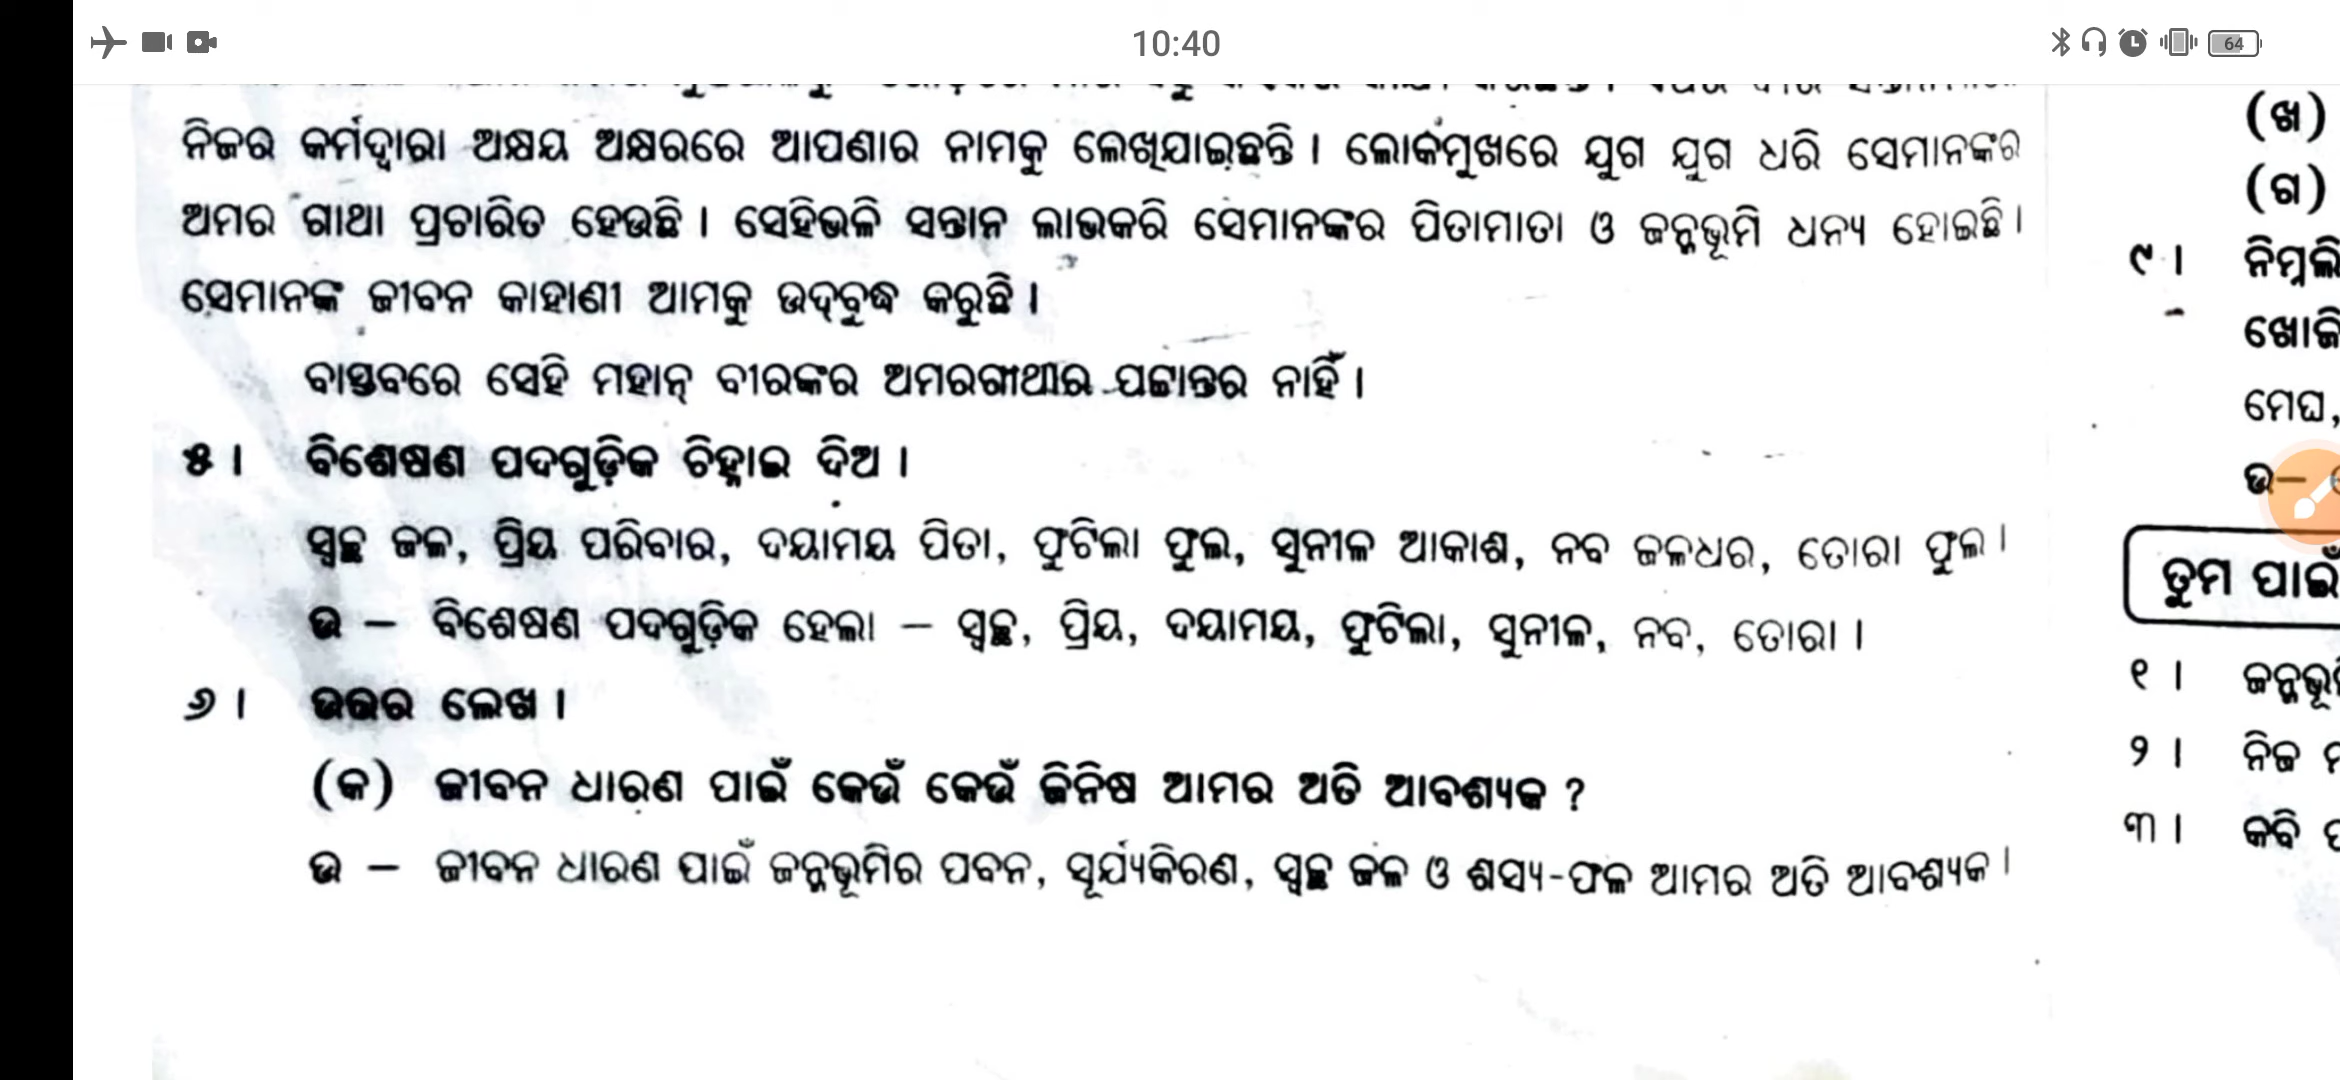 10:40
64
ନିଜର କର୍ମଦ୍ୱାରା ଅକ୍ଷୟ ଅକ୍ଷରରେ ଆପଣାର ନାମକୁ ଲେଖିଯାଇଛନ୍ତି । ଲୋକମୁଖରେ ଯୁଗ ଯୁଗ ଧରି ସେମାନଙ୍କର
ଅମର ଗାଥା ପ୍ରଚାରିତ ହେଉଛି । ସେହିଭଳି ସନ୍ତାନ ଲାଭକରି ସେମାନଙ୍କର ପିତାମାତା ଓ ଜନ୍ମଭୂମି ଧନ୍ୟ ହୋଇଛି ।
ସେମାନଙ୍କ ଜୀବନ କାହାଣୀ ଆମକୁ ଉଦ୍‌ବୁଦ୍ଧ କରୁଛି ।
ବାସ୍ତବରେ ସେହି ମହାନ୍ ବୀରଙ୍କର ଅମରଗାଥାର ପଟ୍ଟାନ୍ତର ନାହିଁ ।
୫ । ବିଶେଷଣ ପଦଗୁଡ଼ିକ ଚିହ୍ନାଇ ଦିଅ ।
ସ୍ୱଚ୍ଛ ଜଳ, ପ୍ରିୟ ପରିବାର, ଦୟାମୟ ପିତା, ଫୁଟିଲା ଫୁଲ, ସୁନୀଳ ଆକାଶ, ନବ ଜଳଧର, ତୋରା ଫୁଲ ।
ଉ – ବିଶେଷଣ ପଦଗୁଡ଼ିକ ହେଲା – ସ୍ୱଚ୍ଛ, ପ୍ରିୟ, ଦୟାମୟ, ଫୁଟିଲା, ସୁନୀଳ, ନବ, ତୋରା ।
୬ । ଉତ୍ତର ଲେଖ ।
(କ) ଜୀବନ ଧାରଣ ପାଇଁ କେଉଁ କେଉଁ ଜିନିଷ ଆମର ଅତି ଆବଶ୍ୟକ ?
ଉ – ଜୀବନ ଧାରଣ ପାଇଁ ଜନ୍ମଭୂମିର ପବନ, ସୂର୍ଯ୍ୟକିରଣ, ସ୍ୱଚ୍ଛ ଜଳ ଓ ଶସ୍ୟ-ଫଳ ଆମର ଅତି ଆବଶ୍ୟକ ।
(ଖ)
(ଗ)
୯ ।
ମେଘ,
ଉ–
ତୁମ ପାଇଁ
୧ ।
୨ । ନିଜ
୩ । କବି